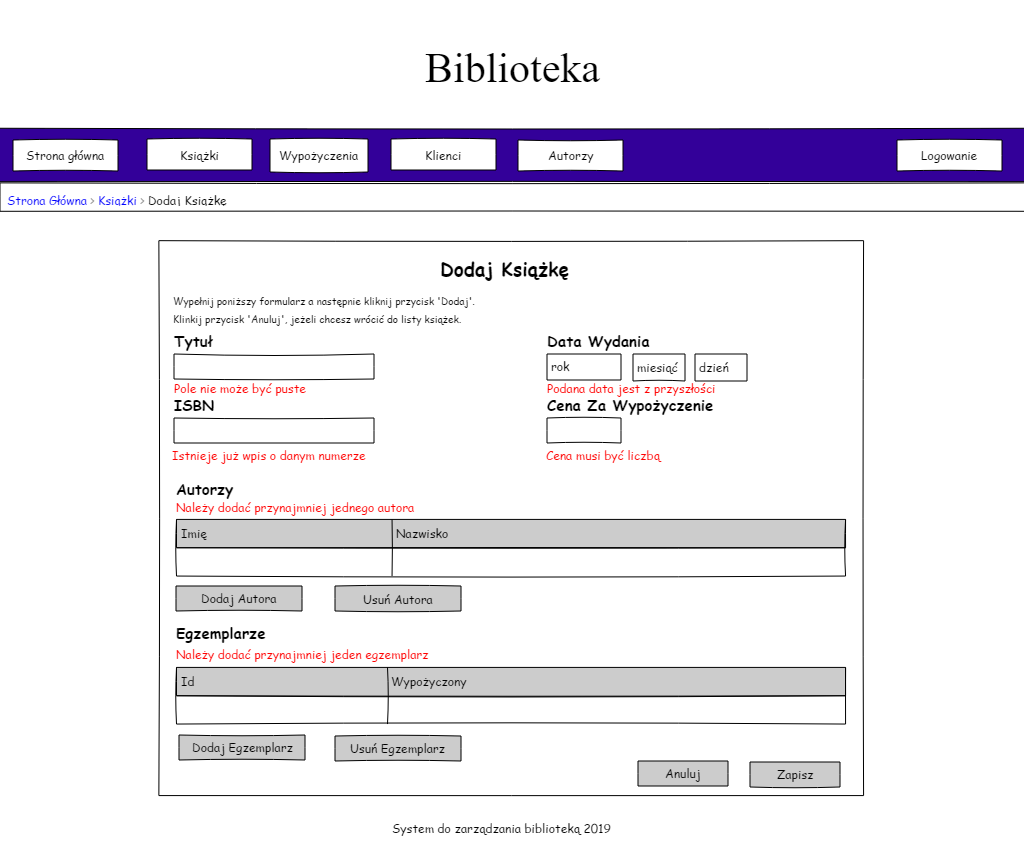 Biblioteka
Strona główna Książki Wypożyczenia Klienci Autorzy Logowanie
Strona Główna > Książki > Dodaj Książke
Dodaj Książkę
Wypełnij poniższy formularz a następnie kliknij przycisk 'Dodaj'.
Klinkij przycisk 'Anuluj', jeżeli chcesz wrócić do listy książek.
Tytuł Data Wydania
rok miesiąć dzień
Pole nie może być puste Podana data jest z przyszłości
ISBN Cena Za Wypożyczenie
Istnieje już wpis o danym numerze Cena musi być liczbą
Autorzy
Należy dodać przynajmniej jednego autora
Imię Nazwisko
Dodaj Autora Usuń Autora
Egzemplarze
Należy dodać przynajmniej jeden egzemplarz
Id Wypożyczony
Dodaj Egzemplarz Usuń Egzemplarz
Anuluj Zapisz
System do zarządzania biblioteką 2019